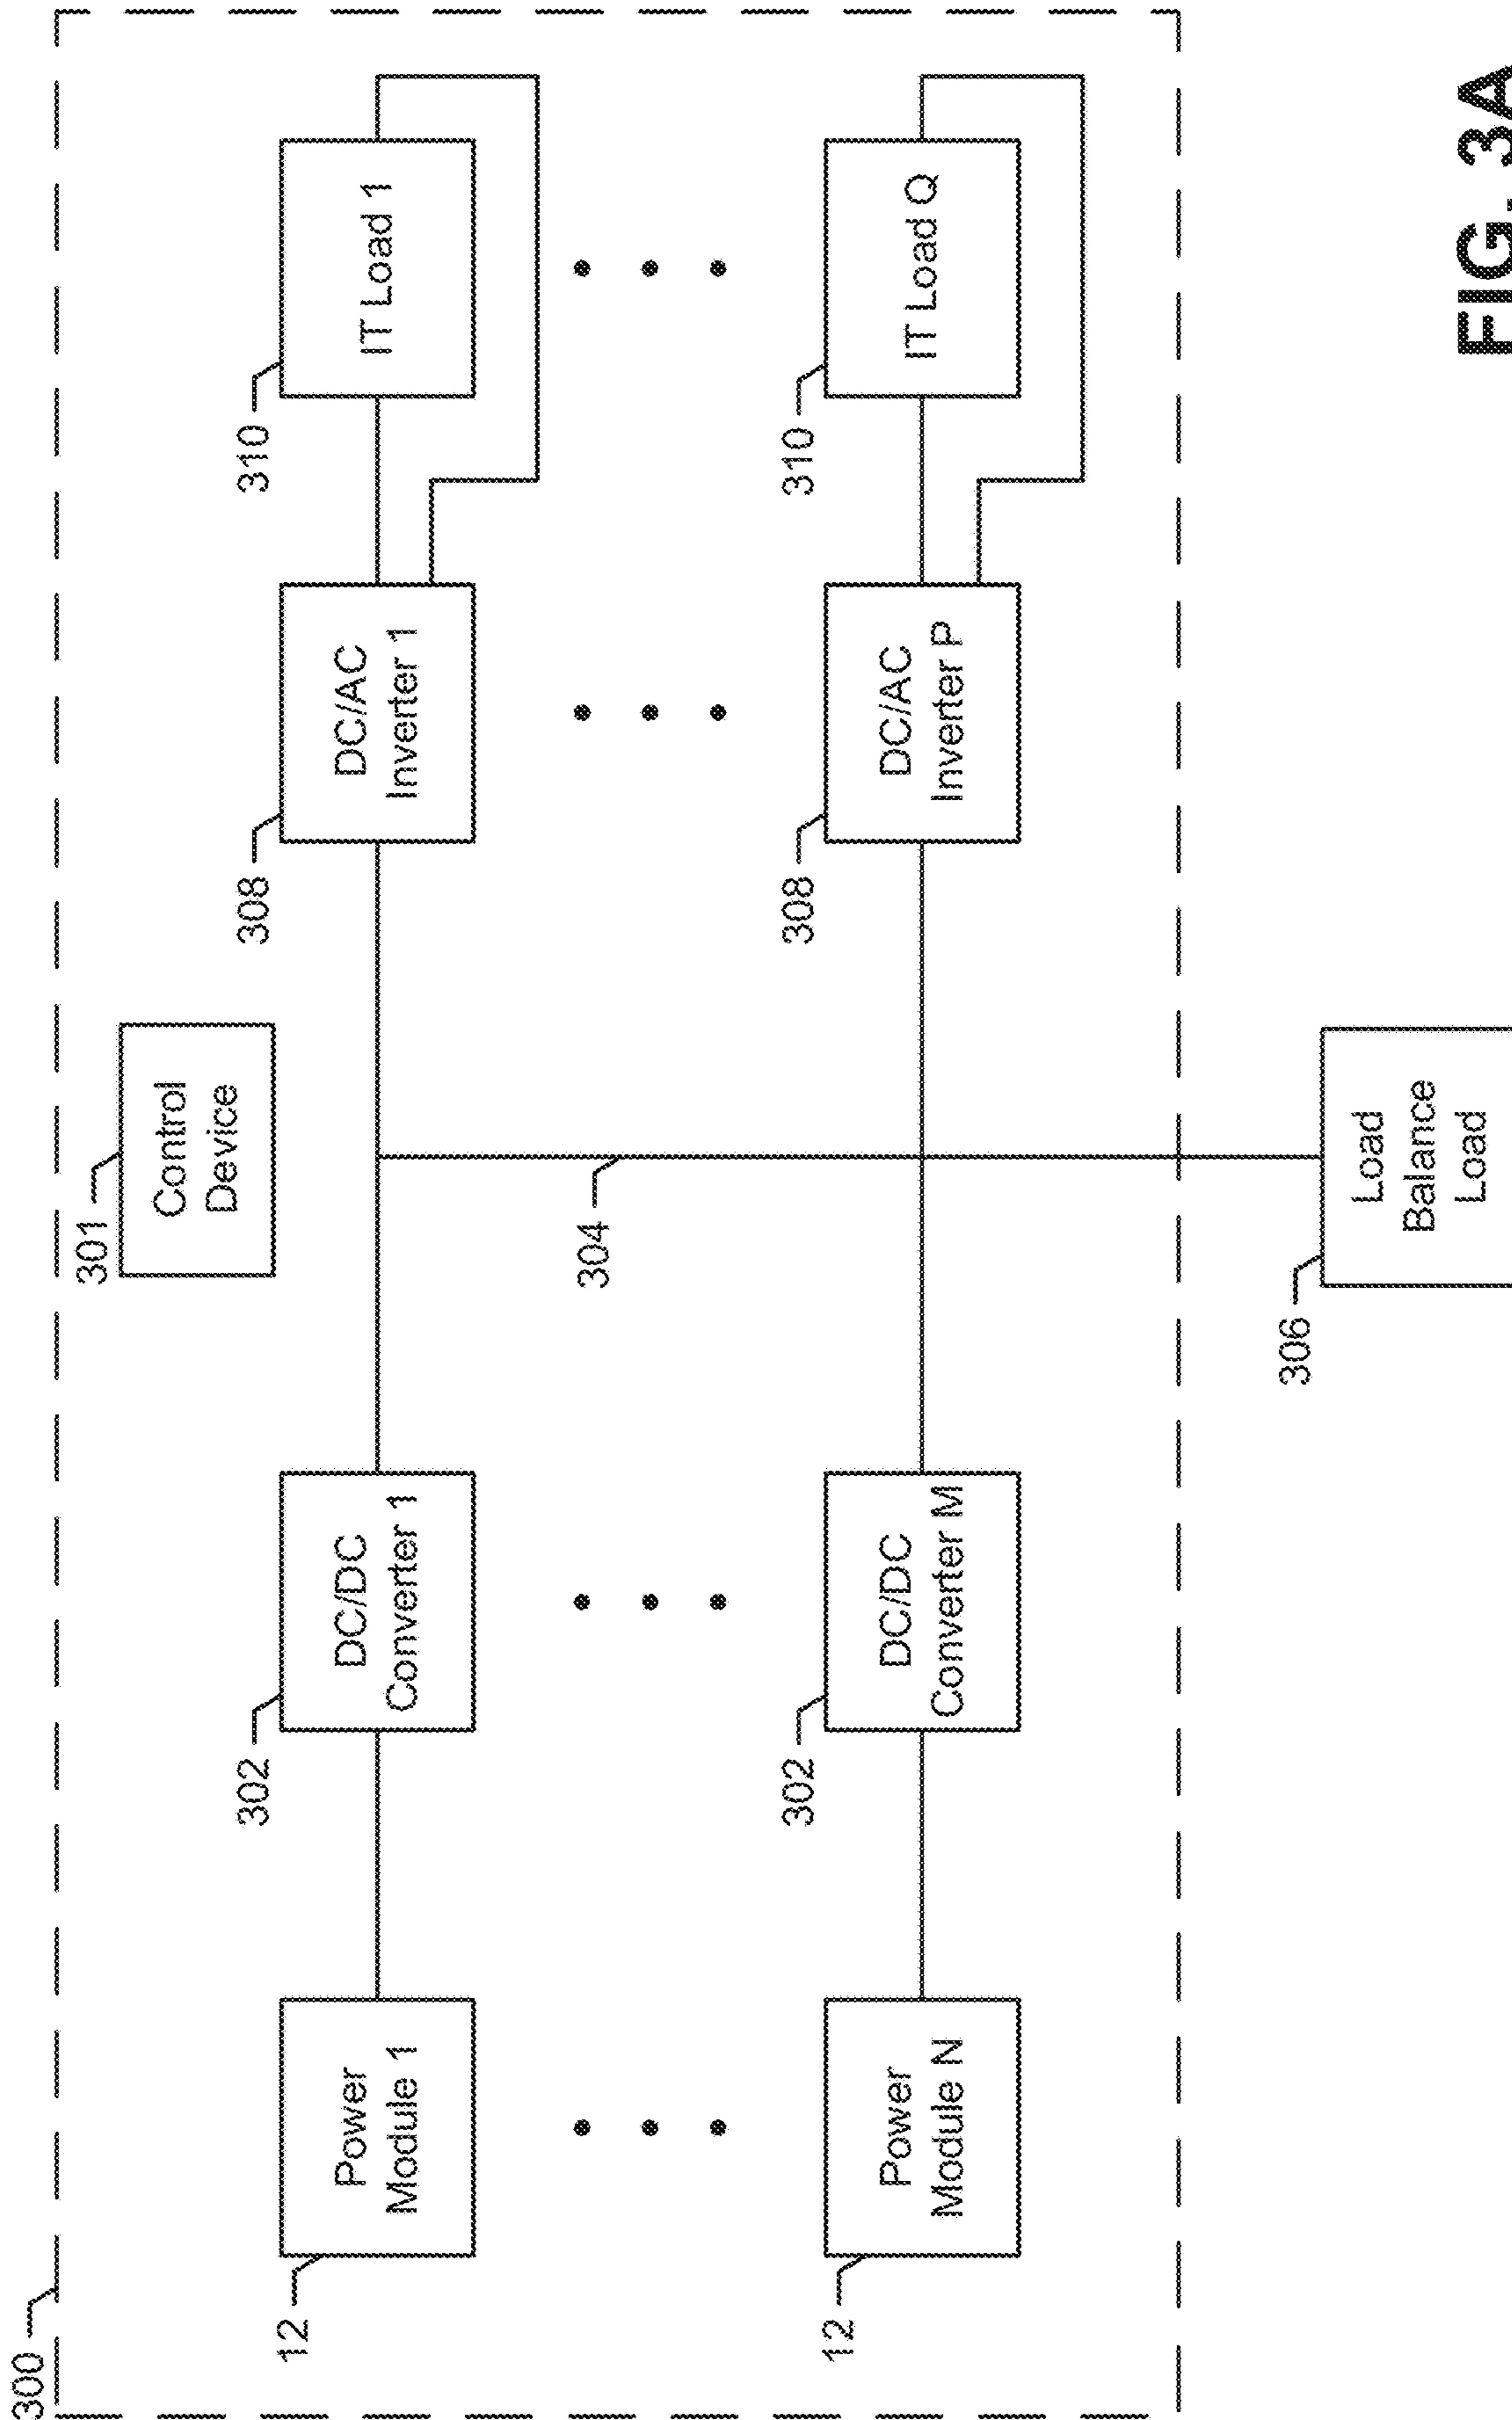 300
301
Control
Device
12
Power
Module 1
302
DC/DC
Converter 1
308
DC/AC
Inverter 1
310
IT Load 1
304
12
Power
Module N
302
DC/DC
Converter M
308
DC/AC
Inverter P
310
IT Load Q
306
Load
Balance
Load
FIG. 3A